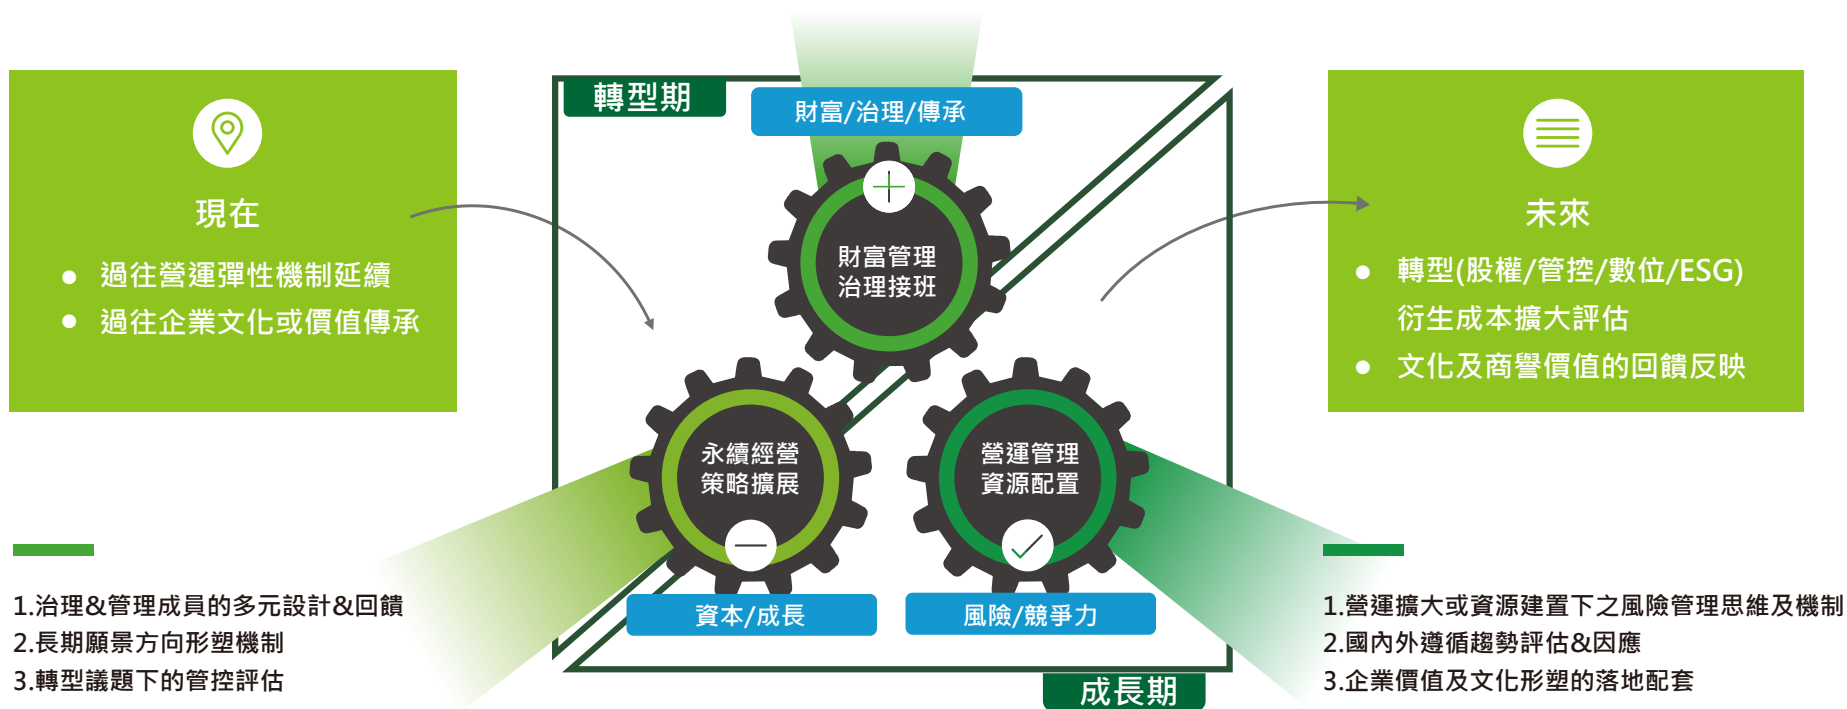 轉型期
財富/治理/傳承
現在
● 過往營運彈性機制延續
● 過往企業文化或價值傳承
財富管理
治理接班
未來
● 轉型(股權/管控/數位/ESG)
衍生成本擴大評估
● 文化及商譽價值的回饋反映
永續經營
策略擴展
營運管理
資源配置
資本/成長
風險/競爭力
1.治理&管理成員的多元設計&回饋
2.長期願景方向形塑機制
3.轉型議題下的管控評估
1.營運擴大或資源建置下之風險管理思維及機制
2.國內外遵循趨勢評估&因應
3.企業價值及文化形塑的落地配套
成長期